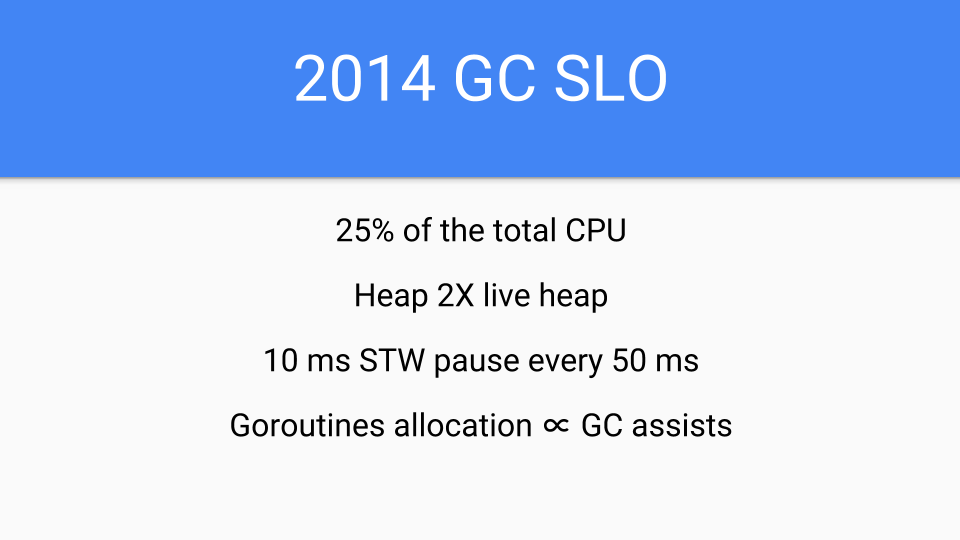 2014 GC SLO
25% of the total CPU
Heap 2X live heap
10 ms STW pause every 50 ms
Goroutines allocation ∝ GC assists